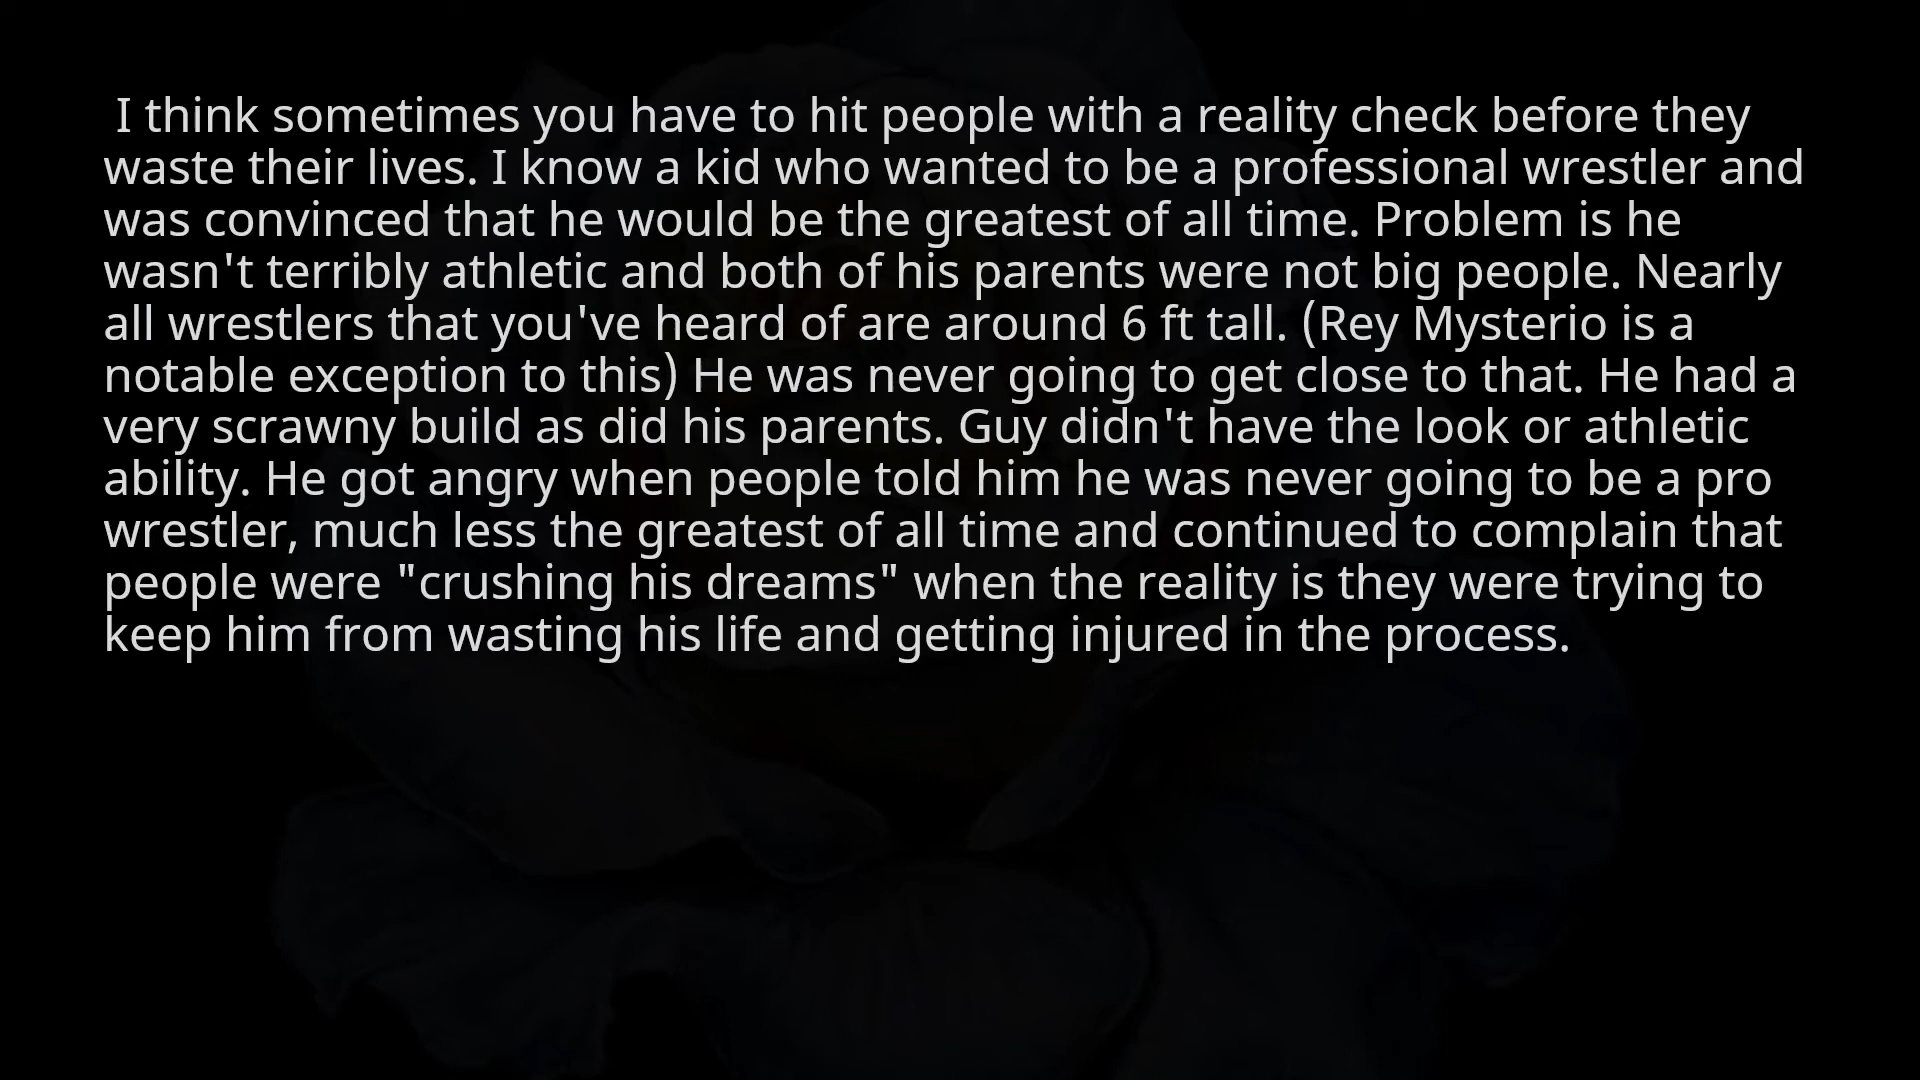 I think sometimes you have to hit people with a reality check before they
waste their lives. I know a kid who wanted to be a professional wrestler and
was convinced that he would be the greatest of all time. Problem is he
wasn't terribly athletic and both of his parents were not big people. Nearly
all wrestlers that you've heard of are around 6 ft tall. (Rey Mysterio is a
notable exception to this) He was never going to get close to that. He had a
very scrawny build as did his parents. Guy didn't have the look or athletic
ability. He got angry when people told him he was never going to be a pro
wrestler, much less the greatest of all time and continued to complain that
people were "crushing his dreams" when the reality is they were trying to
keep him from wasting his life and getting injured in the process.